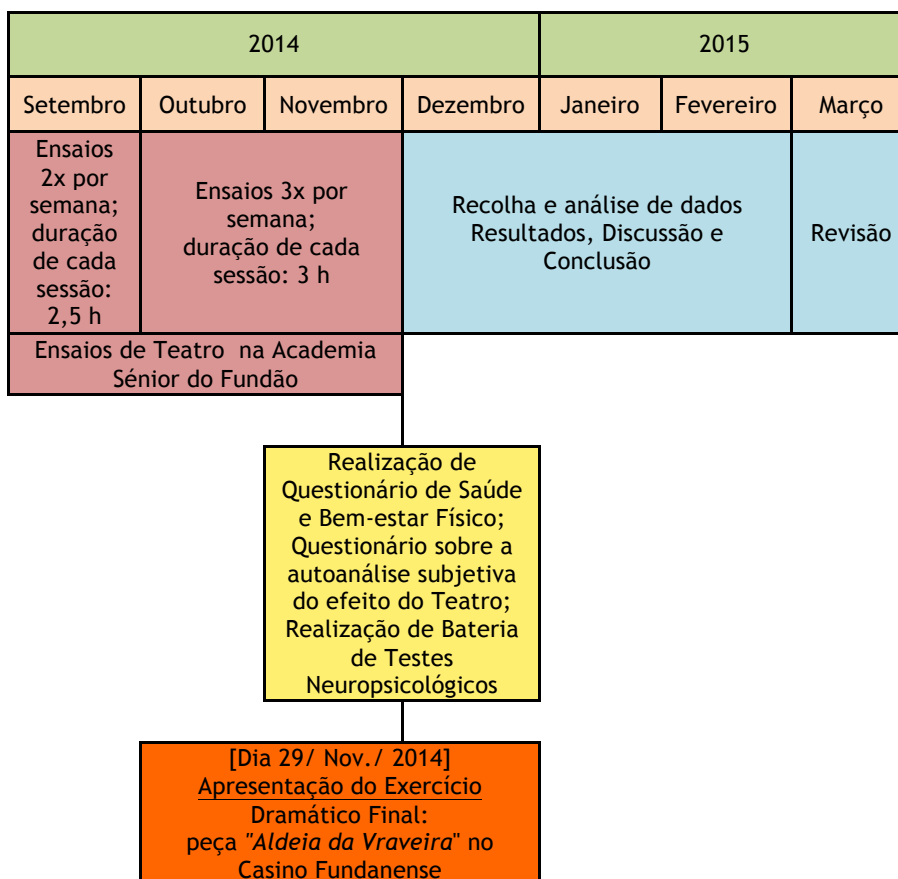 2014
2015
Setembro
Outubro
Novembro
Dezembro
Janeiro
Fevereiro
Março
Ensaios
2x por
semana;
duração
de cada
sessão:
2,5 h
Ensaios 3x por
semana;
duração de cada
sessão: 3 h
Recolha e análise de dados
Resultados, Discussão e
Conclusão
Revisão
Ensaios de Teatro na Academia
Sénior do Fundão
Realização de
Questionário de Saúde
e Bem-estar Físico;
Questionário sobre a
autoanálise subjetiva
do efeito do Teatro;
Realização de Bateria
de Testes
Neuropsicológicos
[Dia 29/ Nov./ 2014]
Apresentação do Exercício
Dramático Final:
peça "Aldeia da Vraveira" no
Casino Fundanense